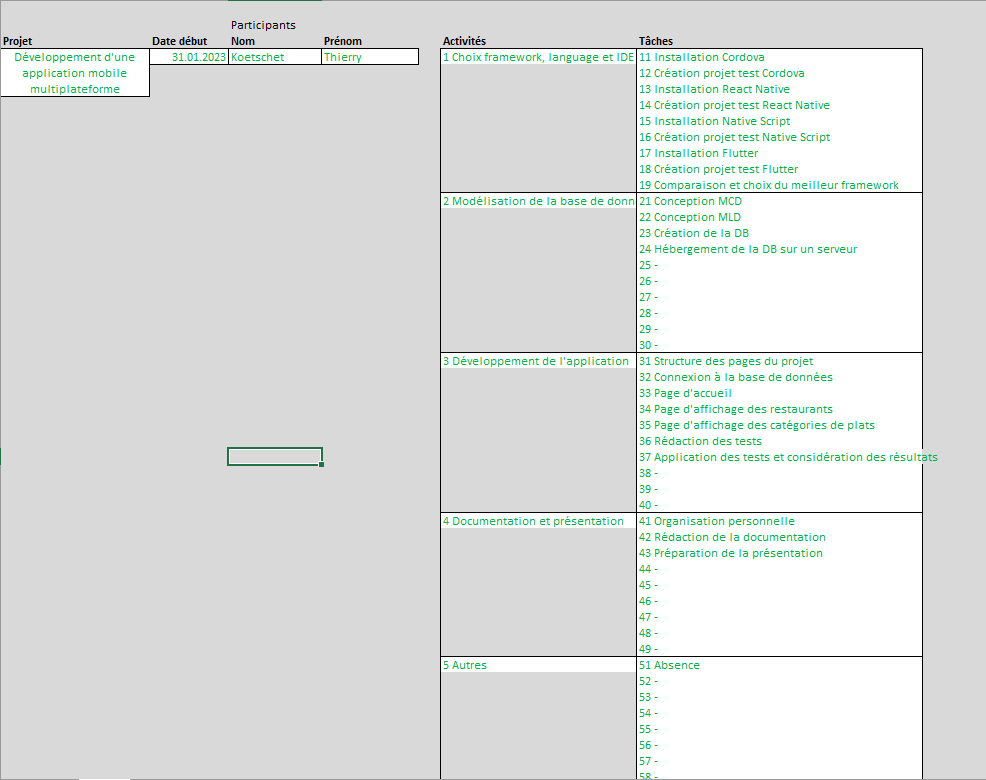 Participants
Projet Date début Nom Prénom Activités Tâches
Développement d'une application mobile multiplateforme 31.01.2023 Koetschet Thierry
1 Choix framework, language et IDE
11 Installation Cordova
12 Création projet test Cordova
13 Installation React Native
14 Création projet test React Native
15 Installation Native Script
16 Création projet test Native Script
17 Installation Flutter
18 Création projet test Flutter
19 Comparaison et choix du meilleur framework
2 Modélisation de la base de donn
21 Conception MCD
22 Conception MLD
23 Création de la DB
24 Hébergement de la DB sur un serveur
25 -
26 -
27 -
28 -
29 -
30 -
3 Développement de l'application
31 Structure des pages du projet
32 Connexion à la base de données
33 Page d'accueil
34 Page d'affichage des restaurants
35 Page d'affichage des catégories de plats
36 Rédaction des tests
37 Application des tests et considération des résultats
38 -
39 -
40 -
4 Documentation et présentation
41 Organisation personnelle
42 Rédaction de la documentation
43 Préparation de la présentation
44 -
45 -
46 -
47 -
48 -
49 -
5 Autres
51 Absence
52 -
53 -
54 -
55 -
56 -
57 -
58 -